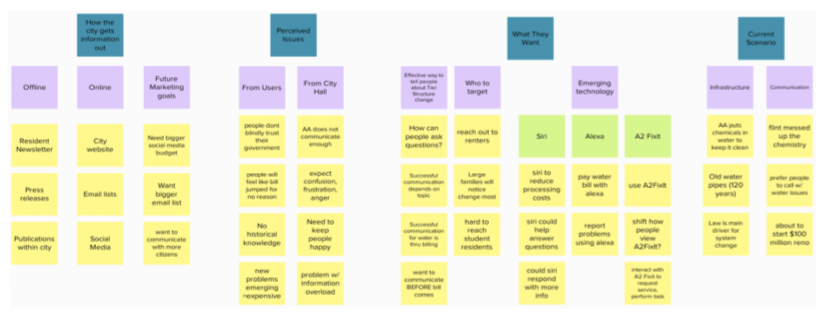 How the
city gets
information
out
Perceived
Issues
What They
Want
Current
Scenario
Offline
Online
Future
Marketing
goals
From Users
From City
Hall
Effective way to
tell people
about Tier
Structure
change
Who to
target
Emerging
technology
Infrastructure
Communication
Resident
Newsletter
City
website
Need bigger
social media
budget
people dont
blindly trust
their
government
AA does not
communicate
enough
How can
people ask
questions?
reach out to
renters
Siri
Alexa
A2 Fixit
AA puts
chemicals in
water to
keep it clean
flint messed
up the
chemistry
Press
releases
Email lists
Want
bigger
email list
people will
feel like bill
jumped for
no reason
expect
confusion,
frustration,
anger
Successful
communication
depends on
topic
Large
families will
notice
change most
siri to
reduce
processing
costs
pay water
bill with
alexa
use A2Fixit
Old water
pipes (120
years)
prefer people
to call w/
water issues
Publications
within city
Social
Media
want to
communicate
with more
citizens
No
historical
knowledge
Need to
keep
people
happy
Successful
communication
for water is
thru billing
hard to
reach
student
residents
siri could
help
answer
questions
report
problems
using alexa
shift how
people
view
A2Fixit?
Law is main
driver for
system
change
about to
start $100
million reno
new
problems
emerging
=expensive
problem w/
information
overload
want to
communicate
BEFORE bill
comes
could siri
respond
with more
info
interact with
A2 Fixit to
request
service,
perform task